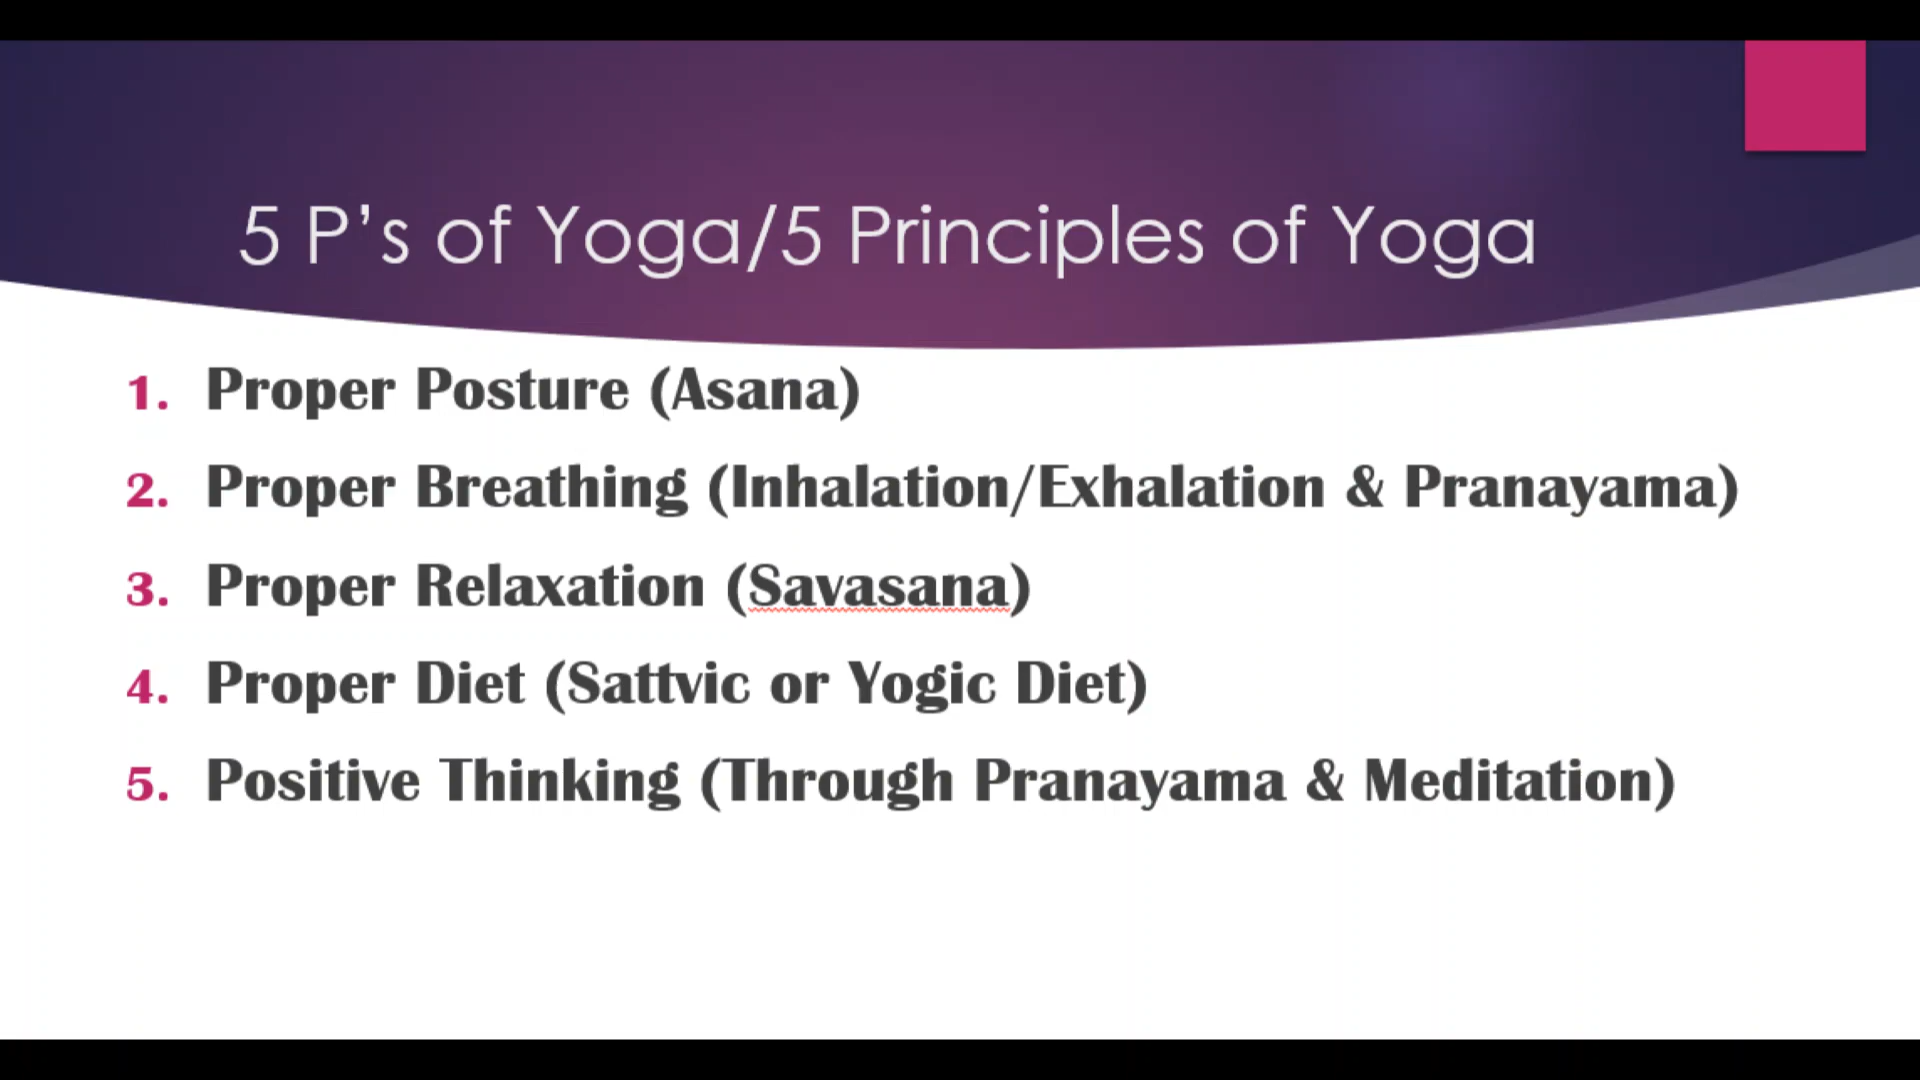 5 P’s of Yoga/5 Principles of Yoga
1. Proper Posture (Asana)
2. Proper Breathing (Inhalation/Exhalation & Pranayama)
3. Proper Relaxation (Savasana)
4. Proper Diet (Sattvic or Yogic Diet)
5. Positive Thinking (Through Pranayama & Meditation)